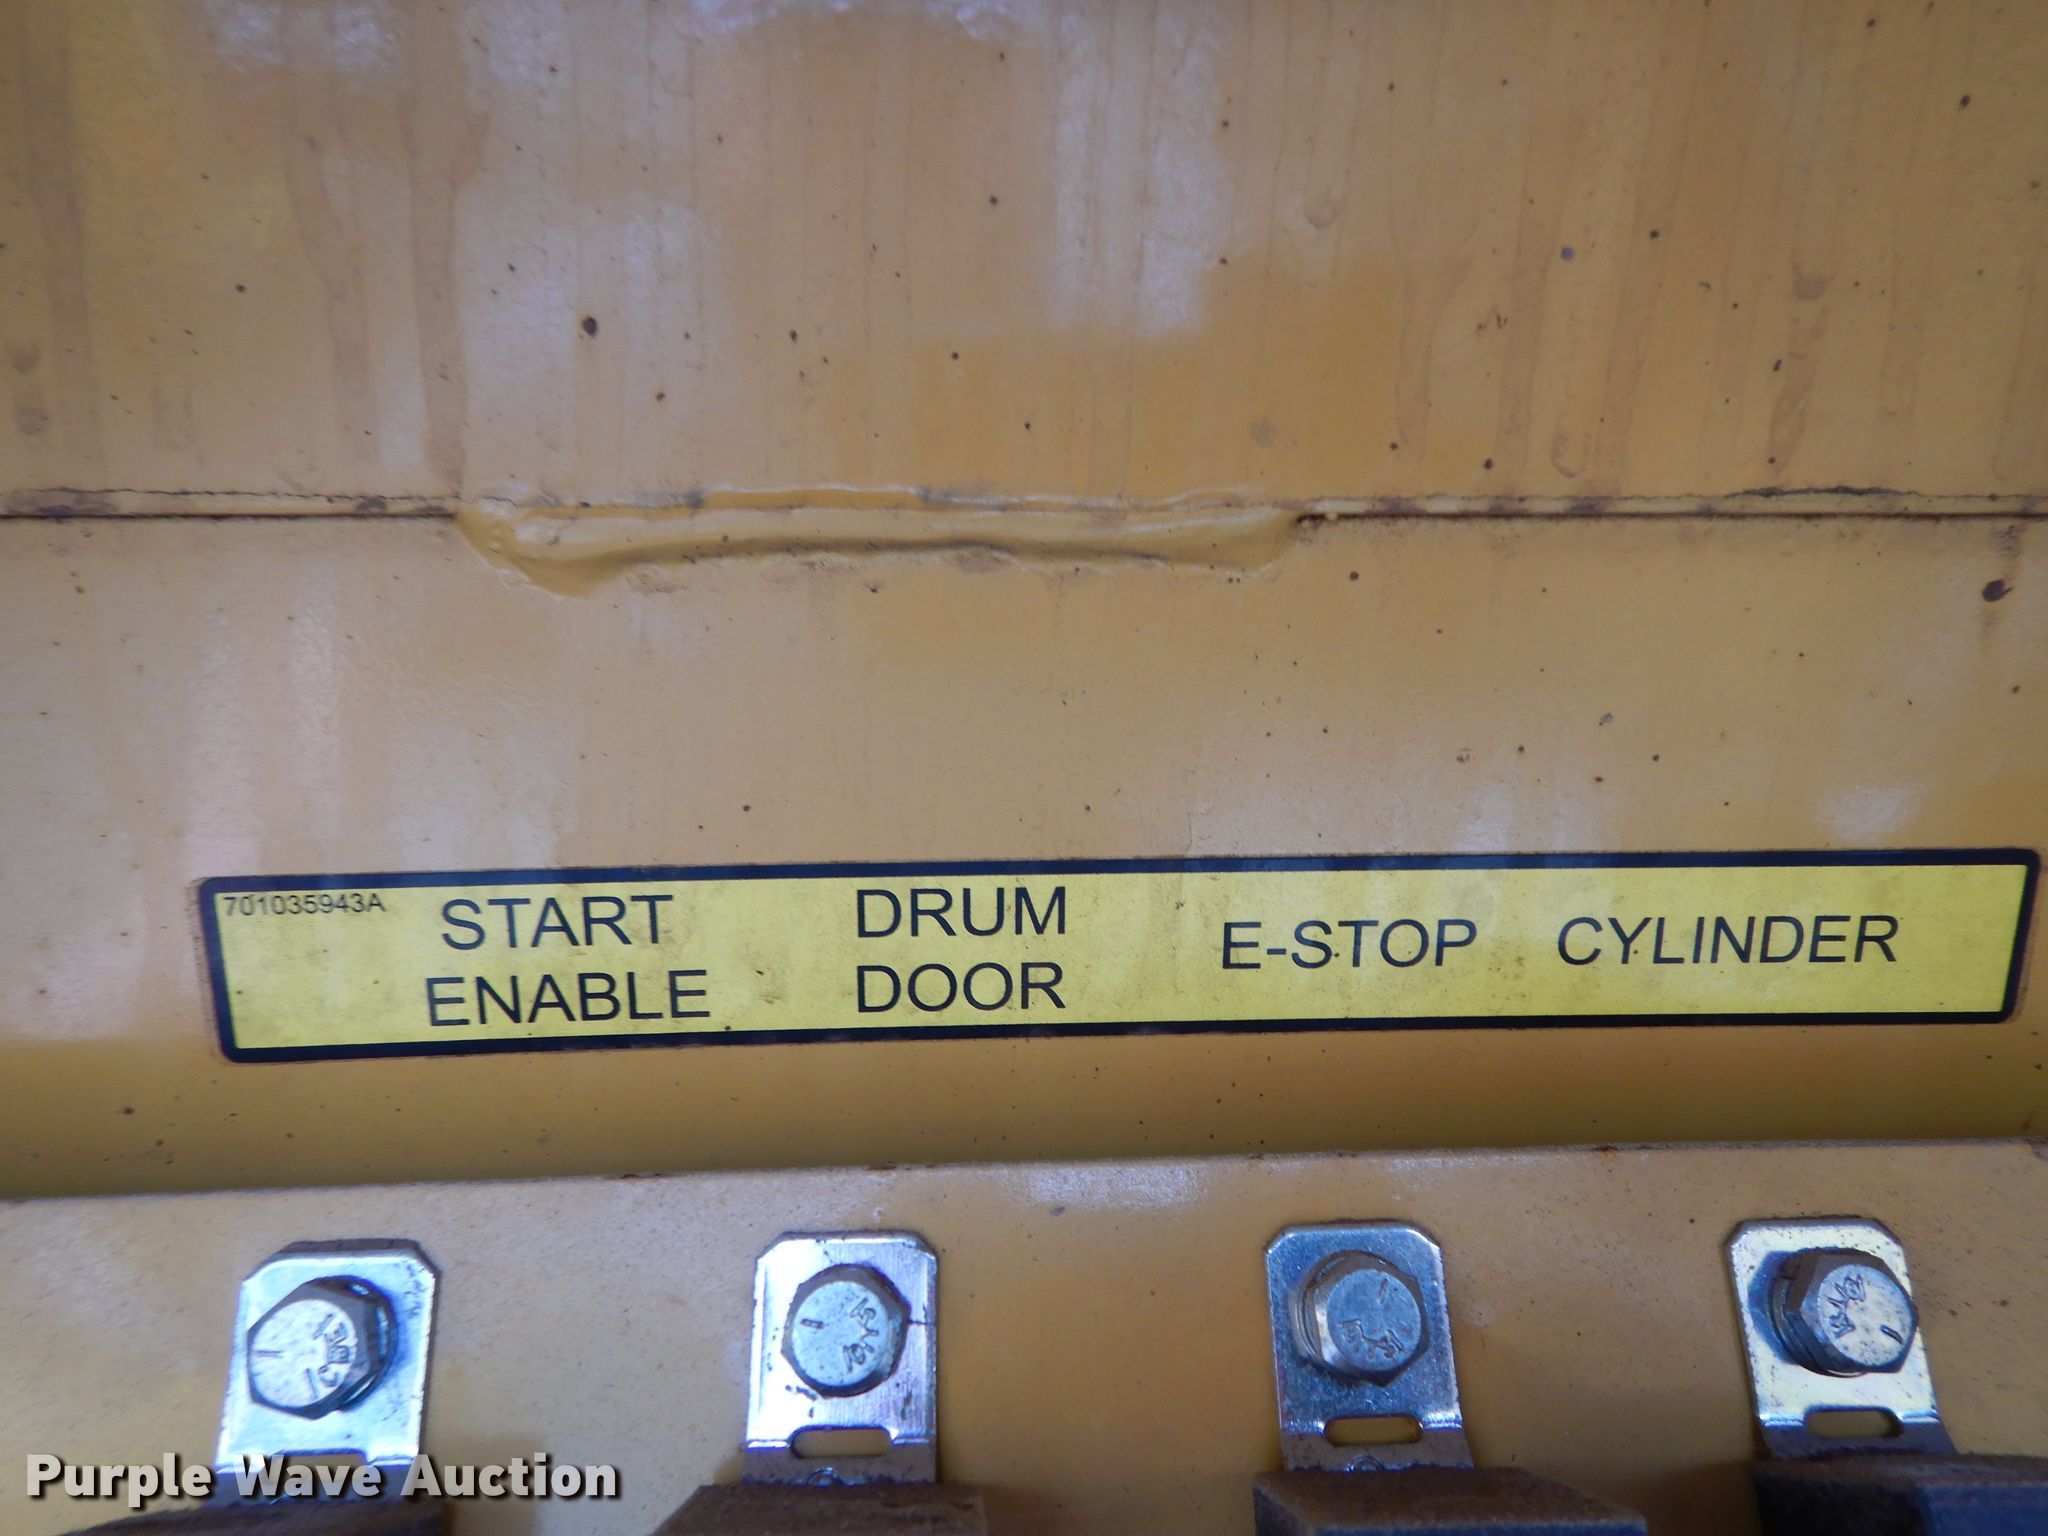 701035943A
START
ENABLE
DRUM
DOOR
E-STOP
CYLINDER
Purple Wave Auction